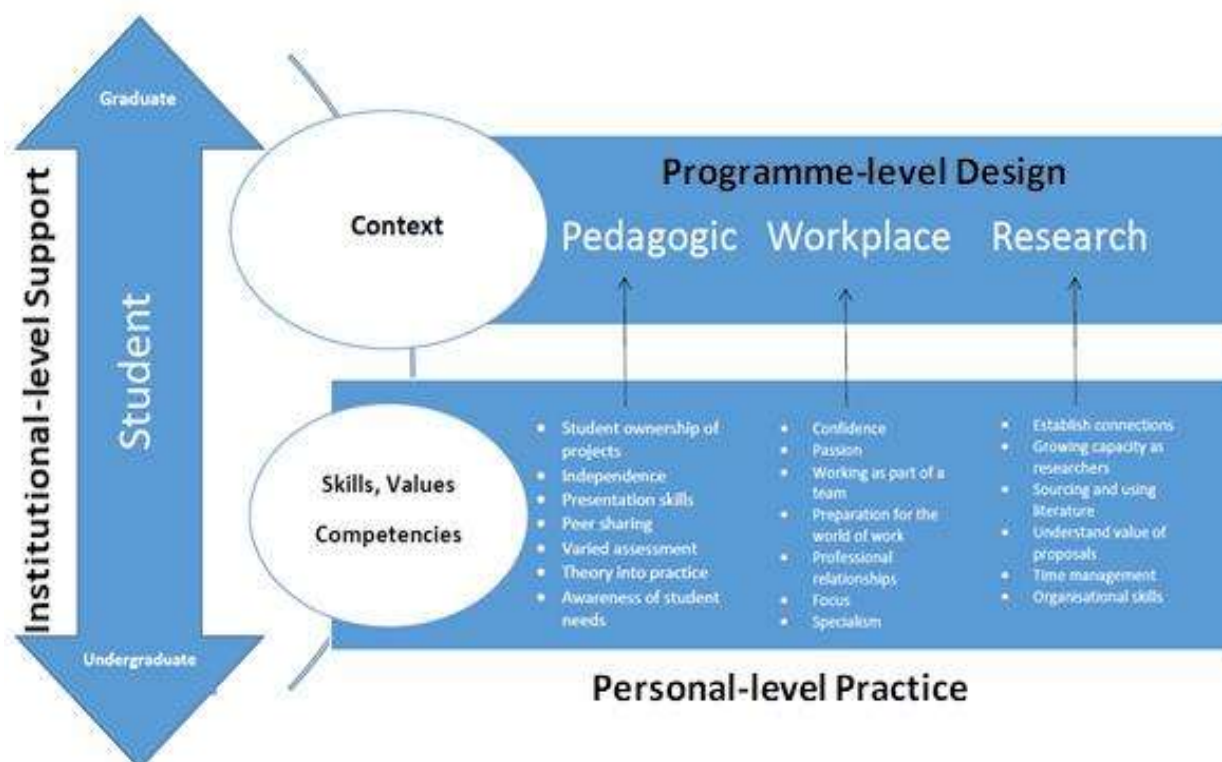 Institutional-level Support
Graduate
Student
Undergraduate
Context
Programme-level Design
Pedagogic
Workplace
Research
Skills, Values
Competencies
• Student ownership of
projects
• Independence
• Presentation skills
• Peer sharing
• Varied assessment
• Theory into practice
• Awareness of student
needs
• Confidence
• Passion
• Working as part of a
team
• Preparation for the
world of work
• Professional
relationships
• Focus
• Specialism
• Establish connections
• Growing capacity as
researchers
• Sourcing and using
literature
• Understand value of
proposals
• Time management
• Organisational skills
Personal-level Practice